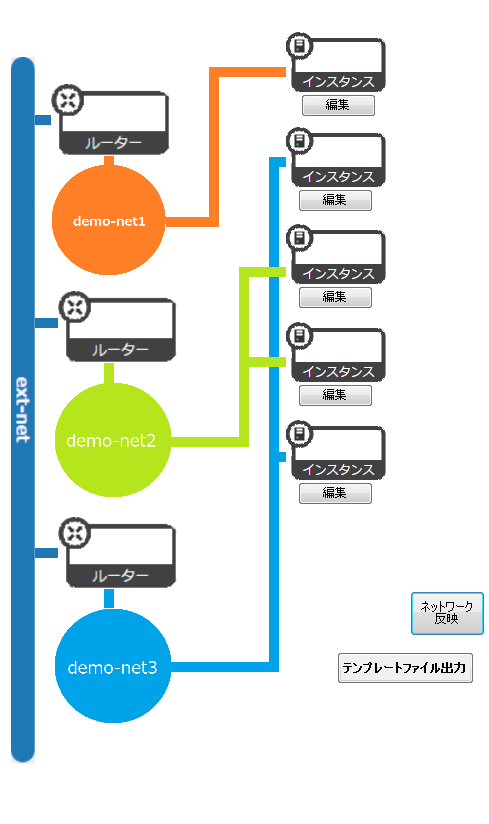 インスタンス
編集
ルーター
インスタンス
編集
demo-net1
インスタンス
編集
ルーター
インスタンス
編集
ext-net
demo-net2
インスタンス
編集
ルーター
ネットワーク
反映
demo-net3
テンプレートファイル出力